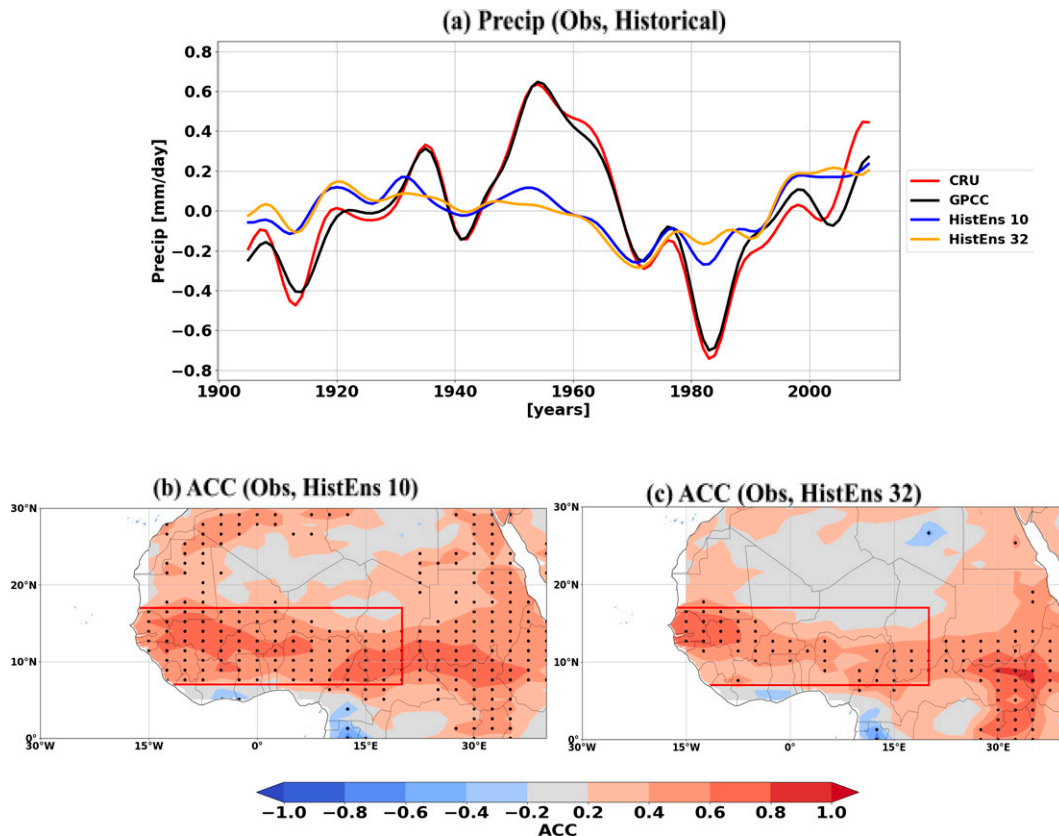 (a) Precip (Obs, Historical)
0.8
0.6
0.4
0.2
0.0
−0.2
−0.4
−0.6
−0.8
Precip [mm/day]
1900 1920 1940 1960 1980 2000
[years]
CRU
GPCC
HistEns 10
HistEns 32
(b) ACC (Obs, HistEns 10)
30°N
20°N
10°N
0°
30°W 15°W 0° 15°E 30°E
(c) ACC (Obs, HistEns 32)
30°N
20°N
10°N
0°
30°W 15°W 0° 15°E 30°E
−1.0 −0.8 −0.6 −0.4 −0.2 0.2 0.4 0.6 0.8 1.0
ACC